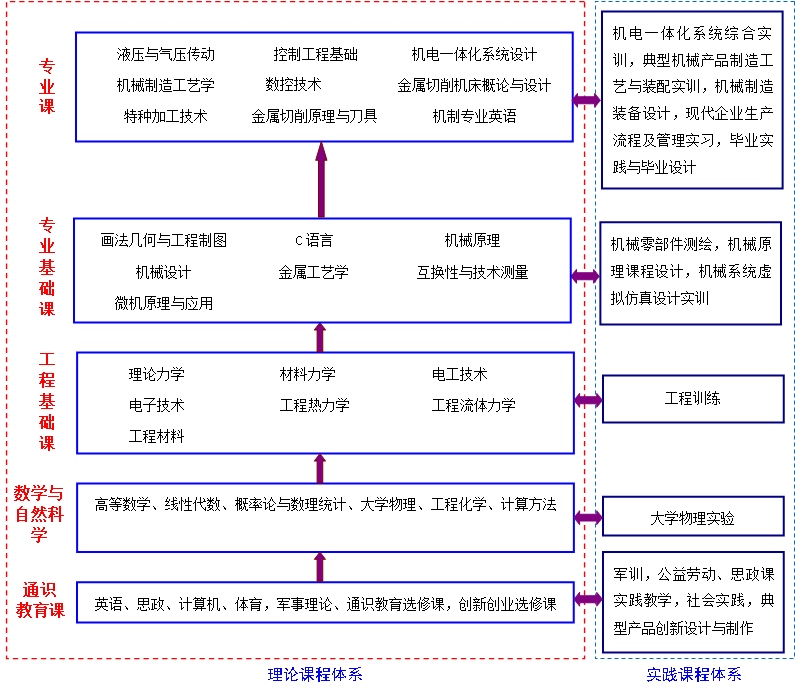 专业课
液压与气压传动 控制工程基础 机电一体化系统设计
机械制造工艺学 数控技术 金属切削机床概论与设计
特种加工技术 金属切削原理与刀具 机制专业英语
机电一体化系统综合实
训，典型机械产品制造工
艺与装配实训，机械制造
装备设计，现代企业生产
流程及管理实习，毕业实
践与毕业设计
专业基础课
画法几何与工程制图 C 语言 机械原理
机械设计 金属工艺学 互换性与技术测量
微机原理与应用
机械零部件测绘，机械原
理课程设计，机械系统虚
拟仿真设计实训
工程基础课
理论力学 材料力学 电工技术
电子技术 工程热力学 工程流体力学
工程材料
工程训练
数学与
自然科
学
高等数学、线性代数、概率论与数理统计、大学物理、工程化学、计算方法
大学物理实验
通识
教育课
英语、思政、计算机、体育，军事理论、通识教育选修课，创新创业选修课
军训，公益劳动、思政课
实践教学，社会实践，典
型产品创新设计与制作
理论课程体系
实践课程体系